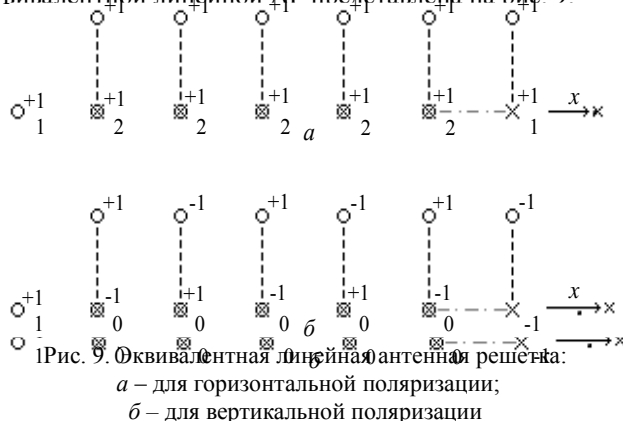 +1 +1 +1 +1 +1 +1
+1 +1 +1 +1 +1 +1 +1 x
1 2 2 2 2 2 1
а
+1 -1 +1 -1 +1 -1
+1 -1 +1 -1 +1 -1 x
1 0 0 0 0 0
б
Рис. 9. Эквивалентная линейная антенная решетка:
а – для горизонтальной поляризации;
б – для вертикальной поляризации